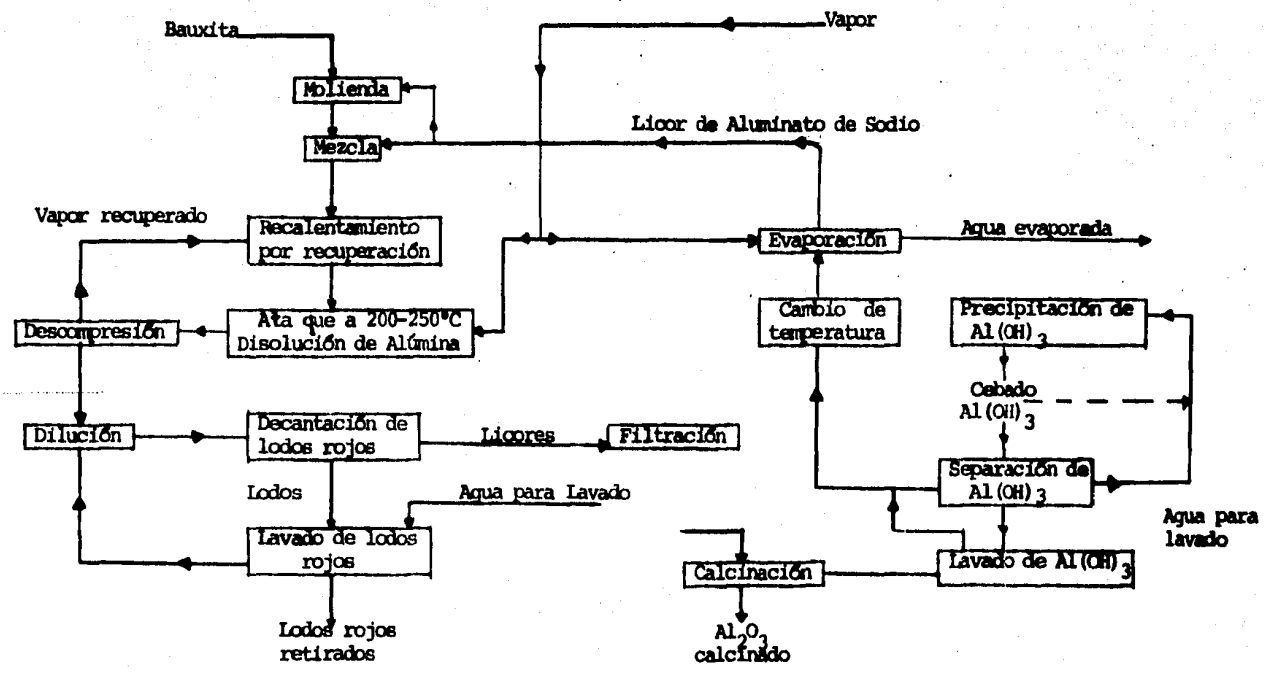 Vapor
Bauxita
Molienda
Licor de Aluminato de Sodio
Mezcla
Vapor recuperado
Recalentamiento
por recuperación
Evaporación
Agua evaporada
Descompresión
Ata que a 200-250°C
Disolución de Alúmina
Cambio de
temperatura
Precipitación de
Al(OH)3
Cebado
Al(OH)3
Dilución
Decantación de
lodos rojos
Licores
Filtración
Separación de
Al(OH)3
Lodos
Agua para Lavado
Agua para
lavado
Lavado de lodos
rojos
Calcinación
Lavado de Al(OH)3
Lodos rojos
retirados
Al2O3
calcinado